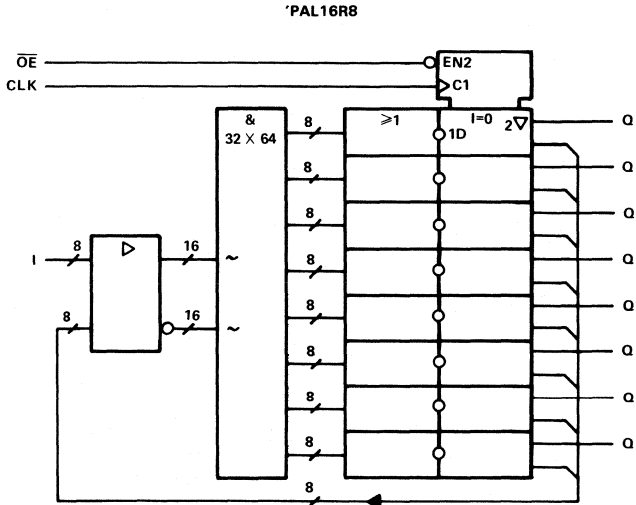 'PAL16R8
OE
EN2
CLK
C1
&
32 X 64
8
≥1
I=0
2▽
1D
Q
8
Q
8
Q
I
8
▷
16
~
8
Q
8
16
~
8
Q
8
Q
8
Q
8
Q
8